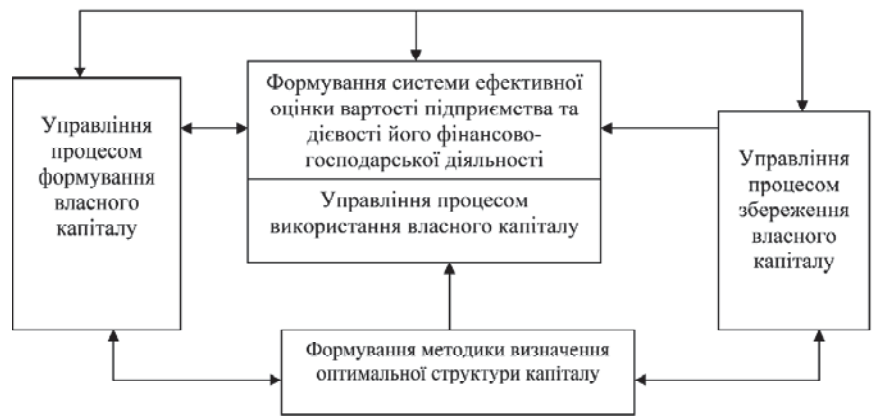 Управління
процесом
формування
власного
капіталу
Формування системи ефективної
оцінки вартості підприємства та
дієвості його фінансово-
господарської діяльності
Управління процесом
використання власного капіталу
Управління
процесом
збереження
власного
капіталу
Формування методики визначення
оптимальної структури капіталу